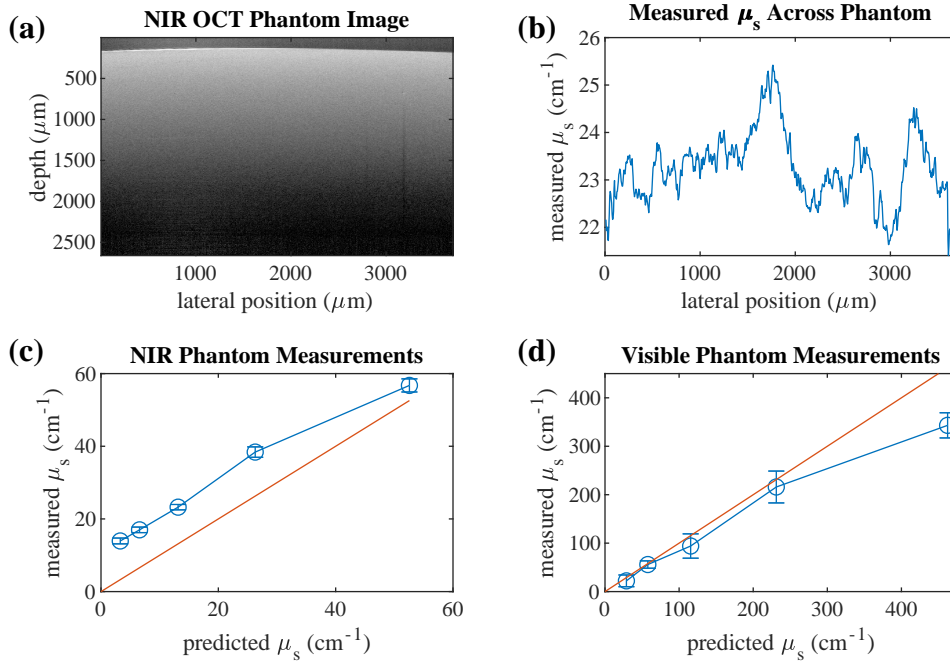 (a)
NIR OCT Phantom Image
depth (μm)
500
1000
1500
2000
2500
1000
2000
3000
lateral position (μm)
(b)
Measured μs Across Phantom
measured μs (cm-1)
26
25
24
23
22
0
1000
2000
3000
lateral position (μm)
(c)
NIR Phantom Measurements
measured μs (cm-1)
60
40
20
0
0
20
40
60
predicted μs (cm-1)
(d)
Visible Phantom Measurements
measured μs (cm-1)
400
300
200
100
0
0
100
200
300
400
predicted μs (cm-1)